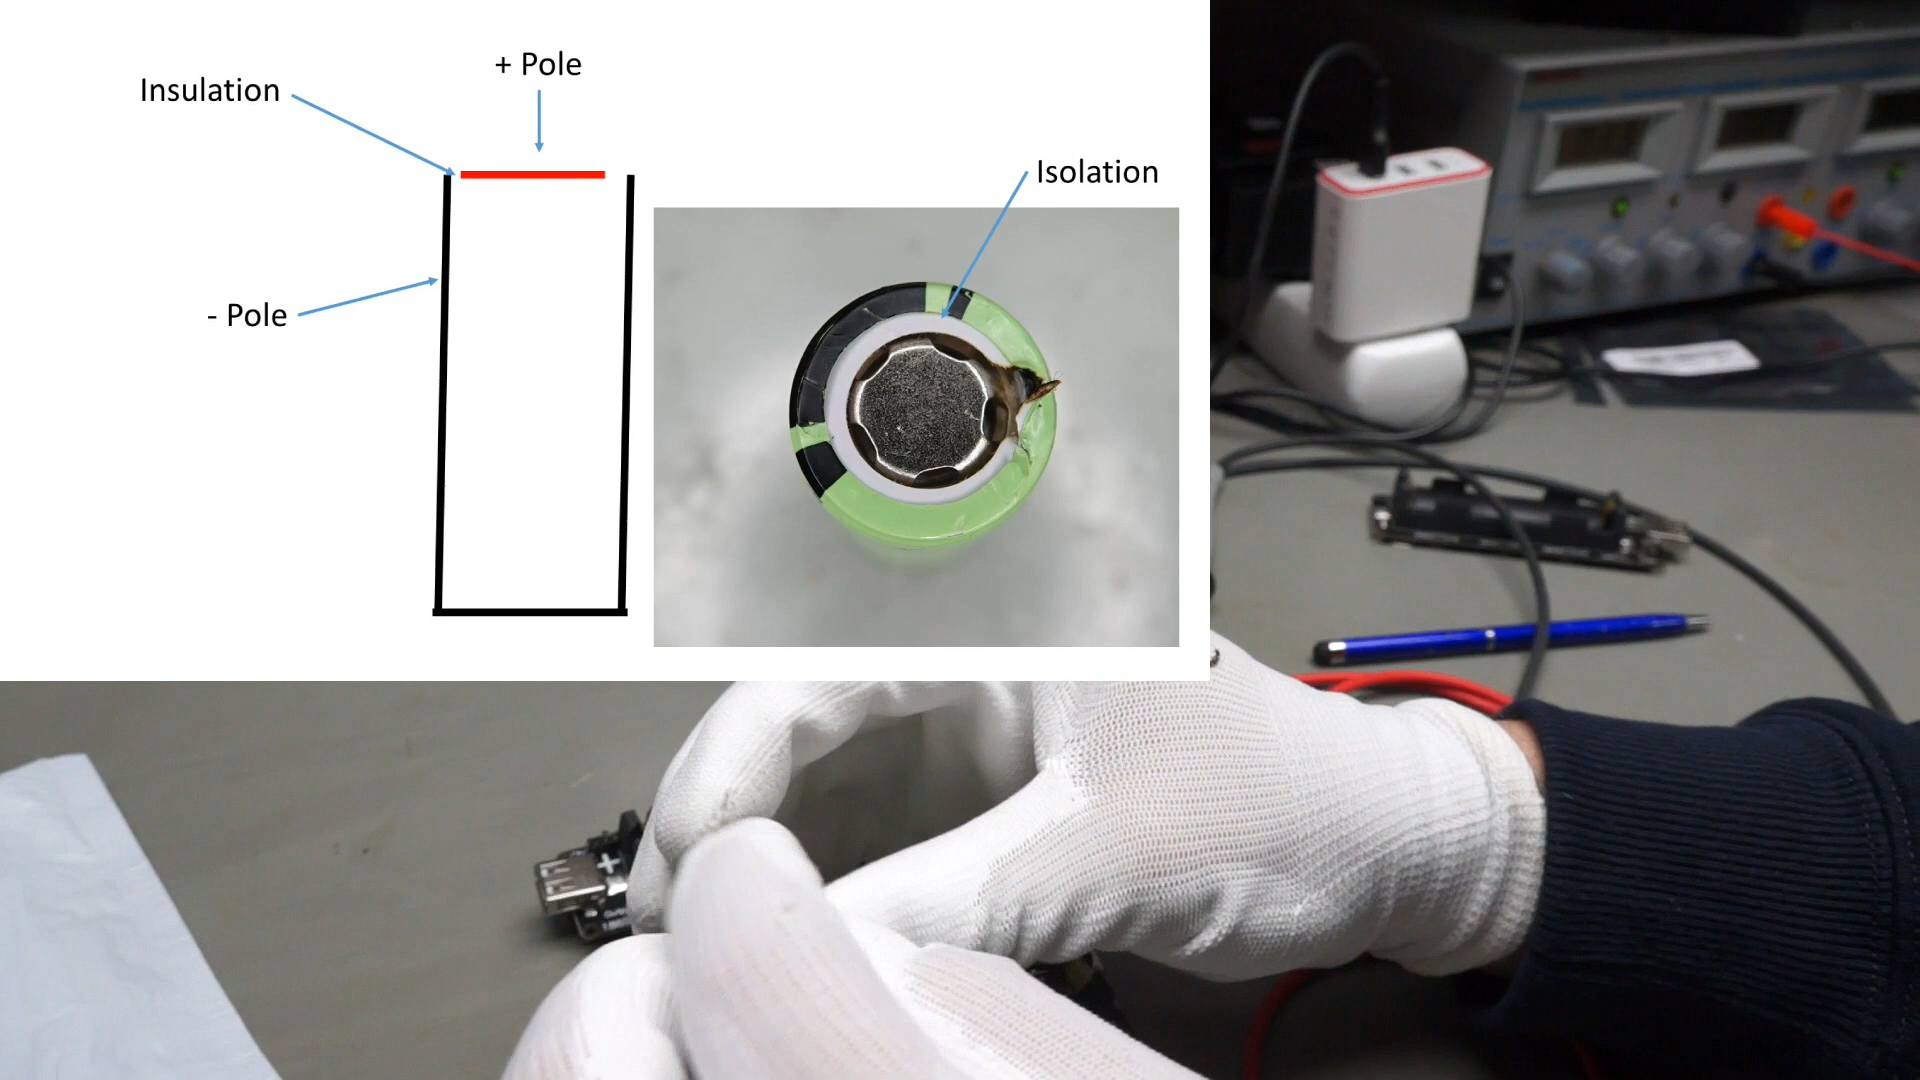 + Pole
Insulation
Isolation
- Pole
+